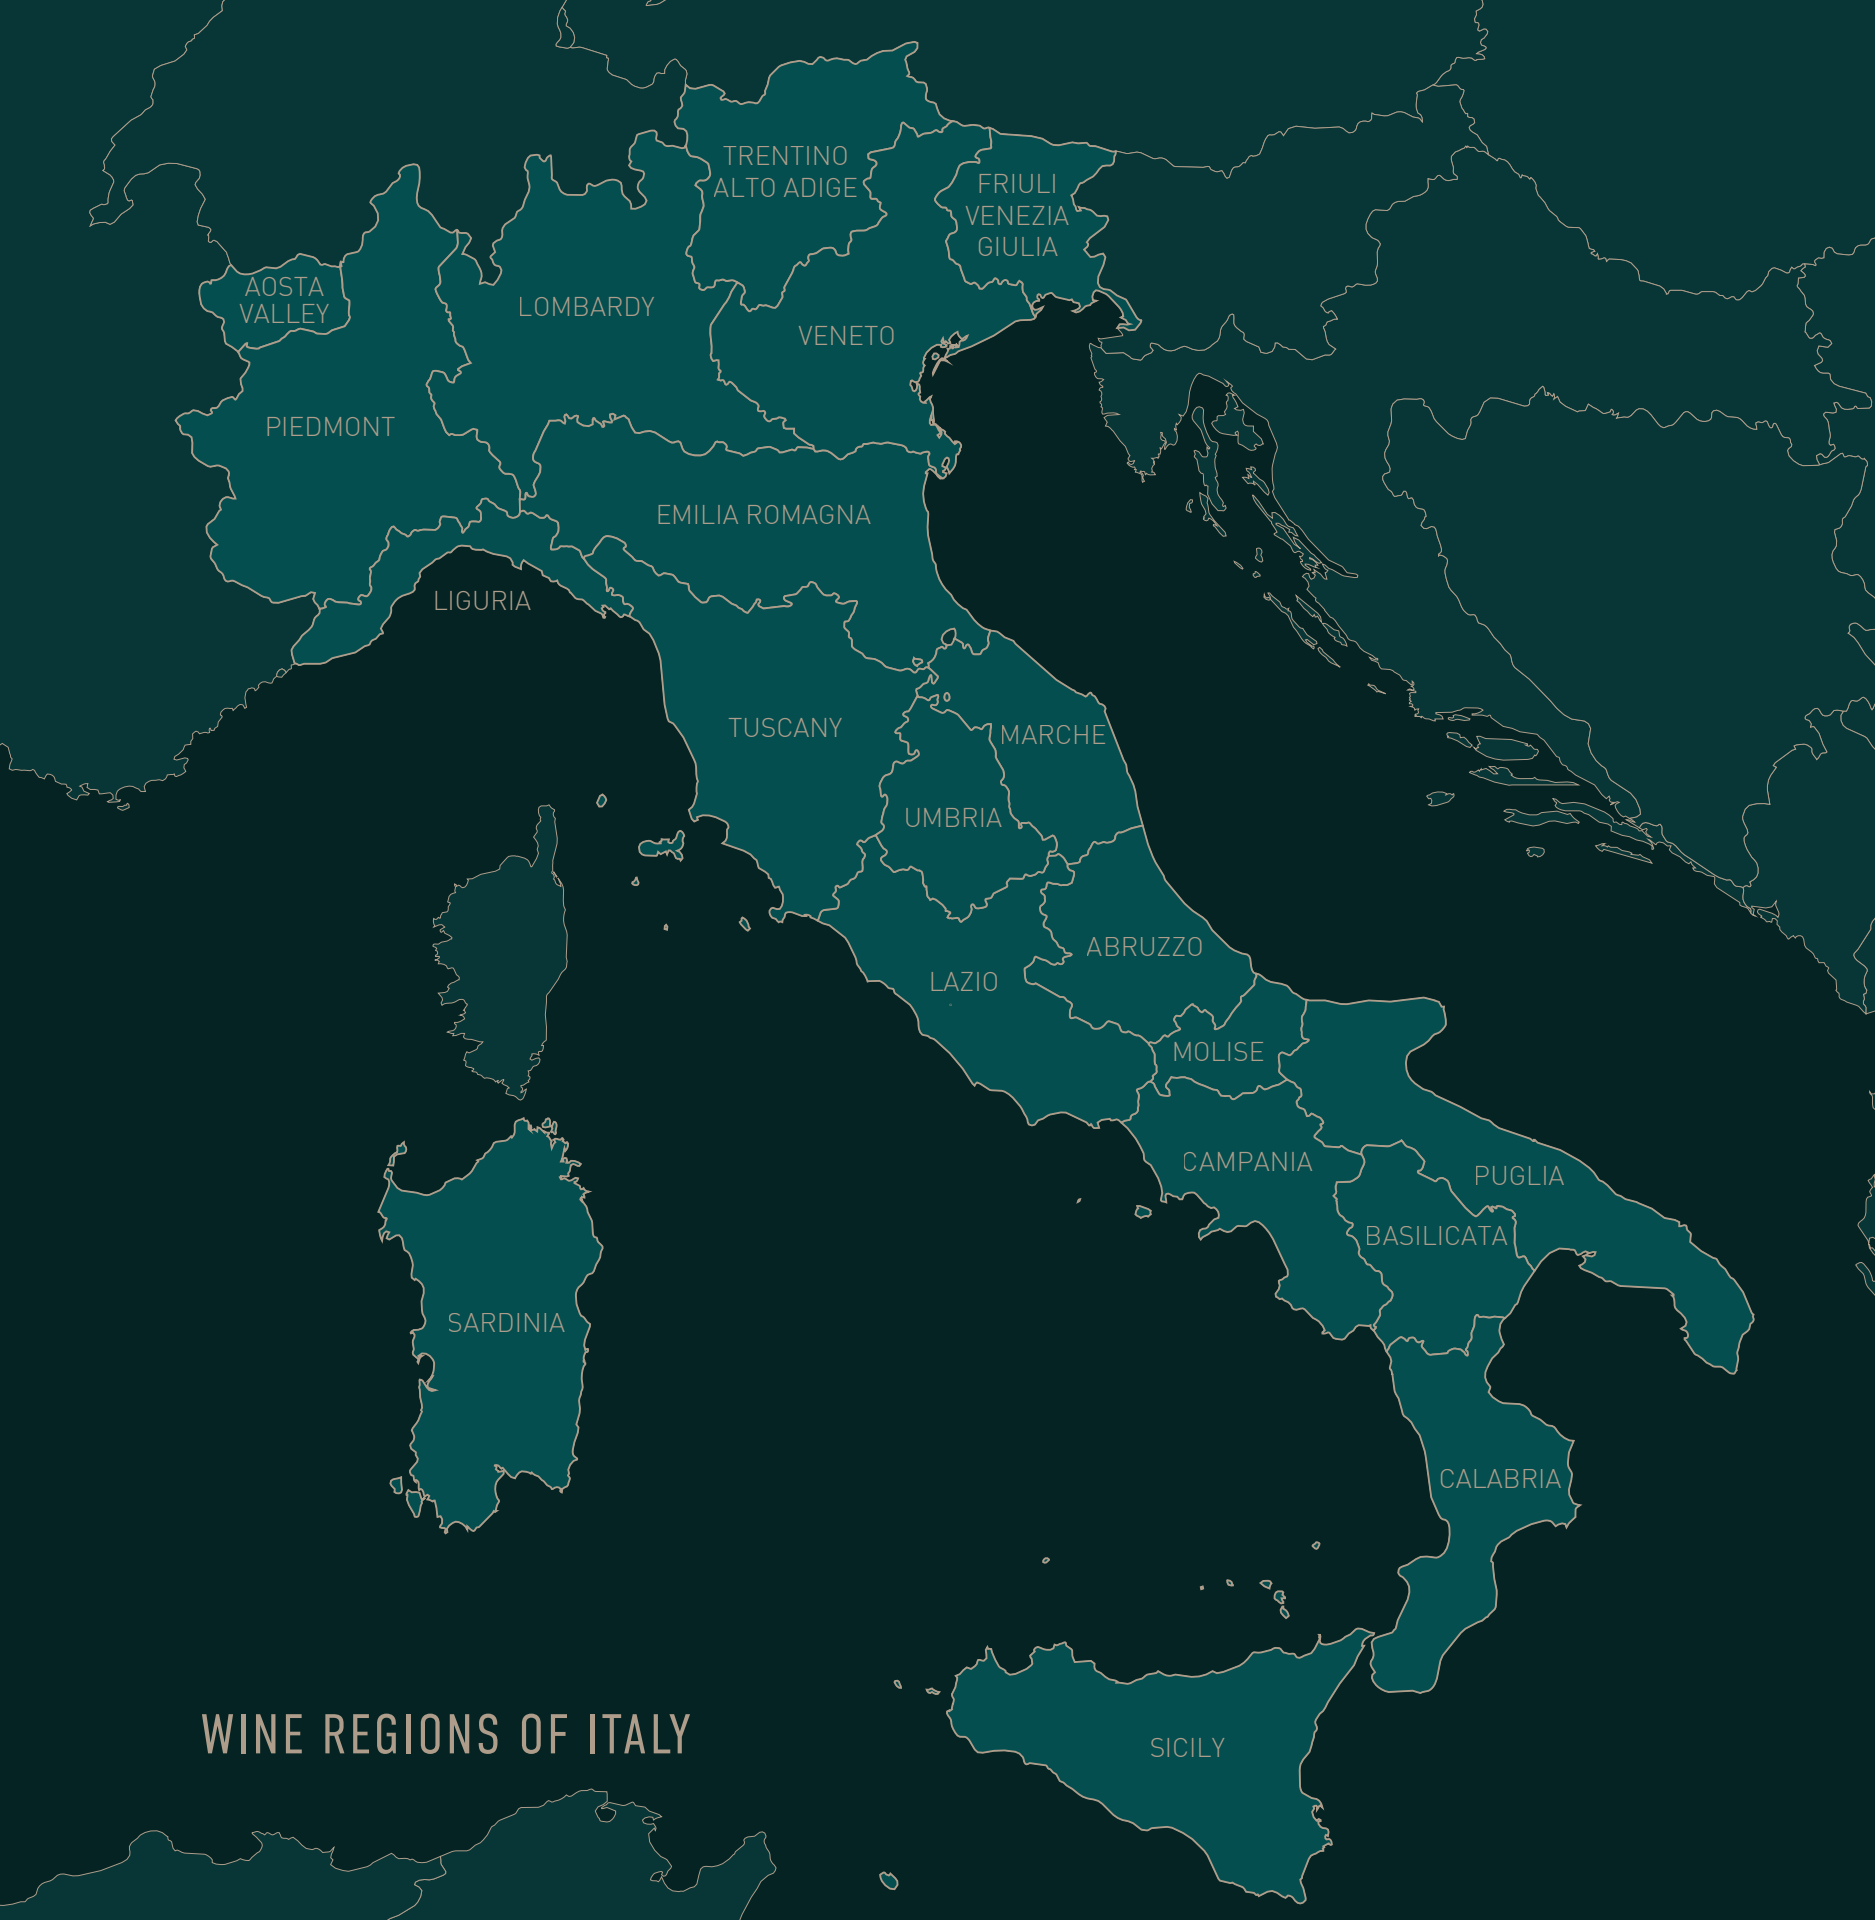 TRENTINO
ALTO ADIGE
FRIULI
VENEZIA
GIULIA
AOSTA
VALLEY
LOMBARDY
VENETO
PIEDMONT
EMILIA ROMAGNA
LIGURIA
TUSCANY
MARCHE
UMBRIA
ABRUZZO
LAZIO
MOLISE
CAMPANIA
PUGLIA
BASILICATA
SARDINIA
CALABRIA
WINE REGIONS OF ITALY
SICILY